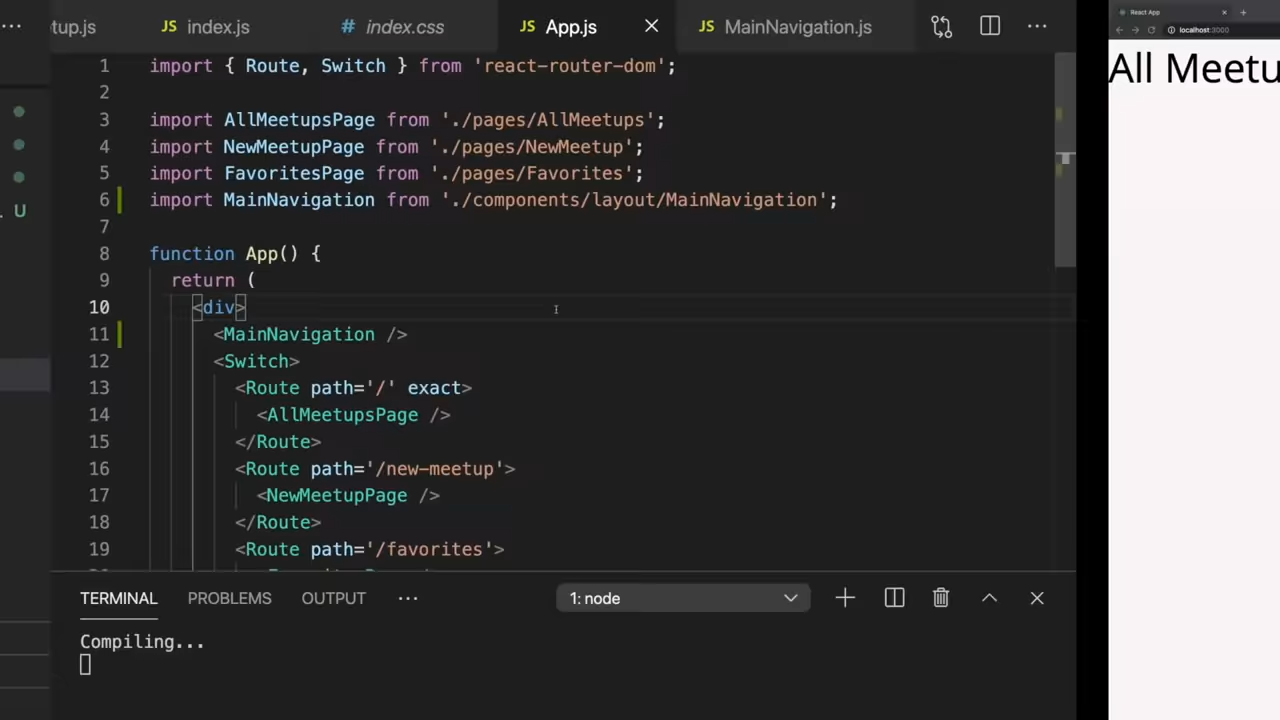 tup.js
JS index.js
# index.css
JS App.js
JS MainNavigation.js
1 import { Route, Switch } from 'react-router-dom';
2
3 import AllMeetupsPage from './pages/AllMeetups';
4 import NewMeetupPage from './pages/NewMeetup';
5 import FavoritesPage from './pages/Favorites';
6 import MainNavigation from './components/layout/MainNavigation';
7
8 function App() {
9 return (
10 <div>
11 <MainNavigation />
12 <Switch>
13 <Route path='/' exact>
14 <AllMeetupsPage />
15 </Route>
16 <Route path='/new-meetup'>
17 <NewMeetupPage />
18 </Route>
19 <Route path='/favorites'>
U
TERMINAL PROBLEMS OUTPUT ...
1: node
Compiling...
React App
localhost:3000
All Meetu